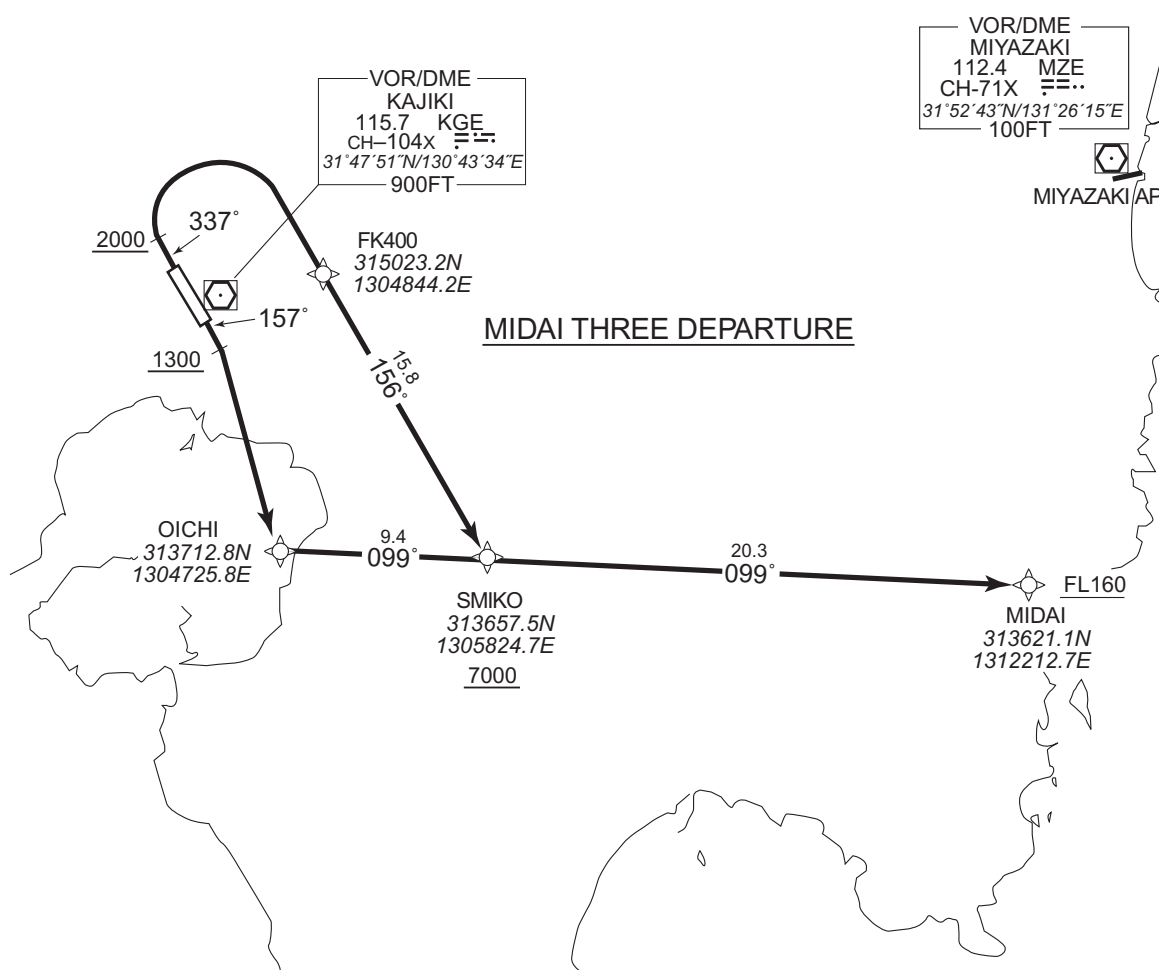 VOR/DME
MIYAZAKI
112.4 MZE
CH-71X
31°52´43˝N/131°26´15˝E
100FT
MIYAZAKI AP
VOR/DME
KAJIKI
115.7 KGE
CH–104X
31°47´51˝N/130°43´34˝E
900FT
337°
2000
FK400
315023.2N
1304844.2E
157°
1300
MIDAI THREE DEPARTURE
15.8
156°
OICHI
313712.8N
1304725.8E
9.4
099°
20.3
099°
SMIKO
313657.5N
1305824.7E
7000
FL160
MIDAI
313621.1N
1312212.7E